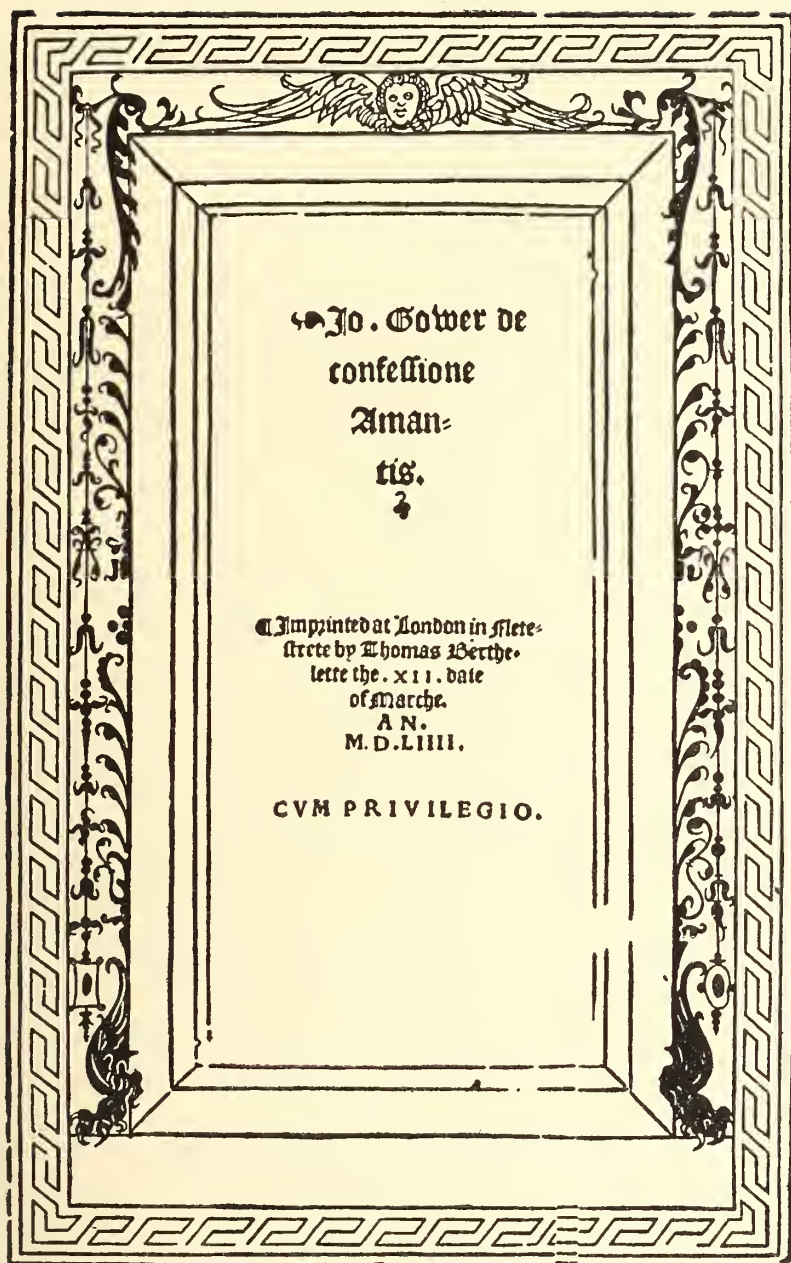 ❧Jo. Gower de
confessione
Aman=
tis.
¶ Imprinted at London in Flete=
strete by Thomas Berthe-
lette the .XII. daie
of Marche.
AN.
M.D.LIIII.
CVM PRIVILEGIO.